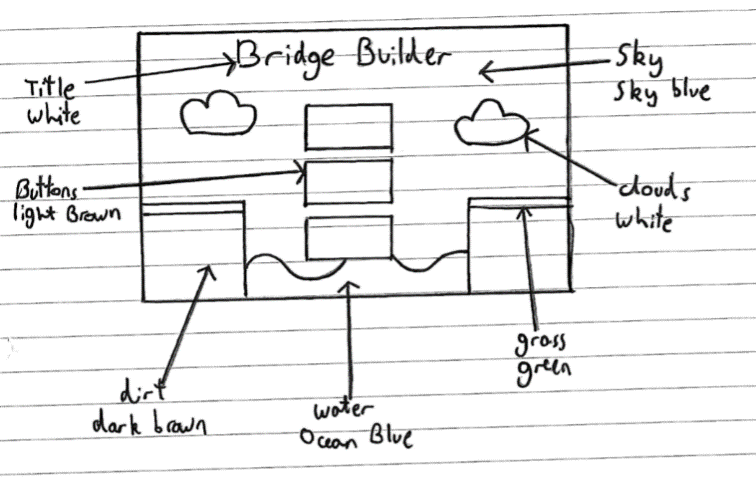 Bridge Builder
Title
white
Sky
Sky blue
Buttons
light Brown
clouds
white
grass
green
dirt
dark brown
water
Ocean Blue